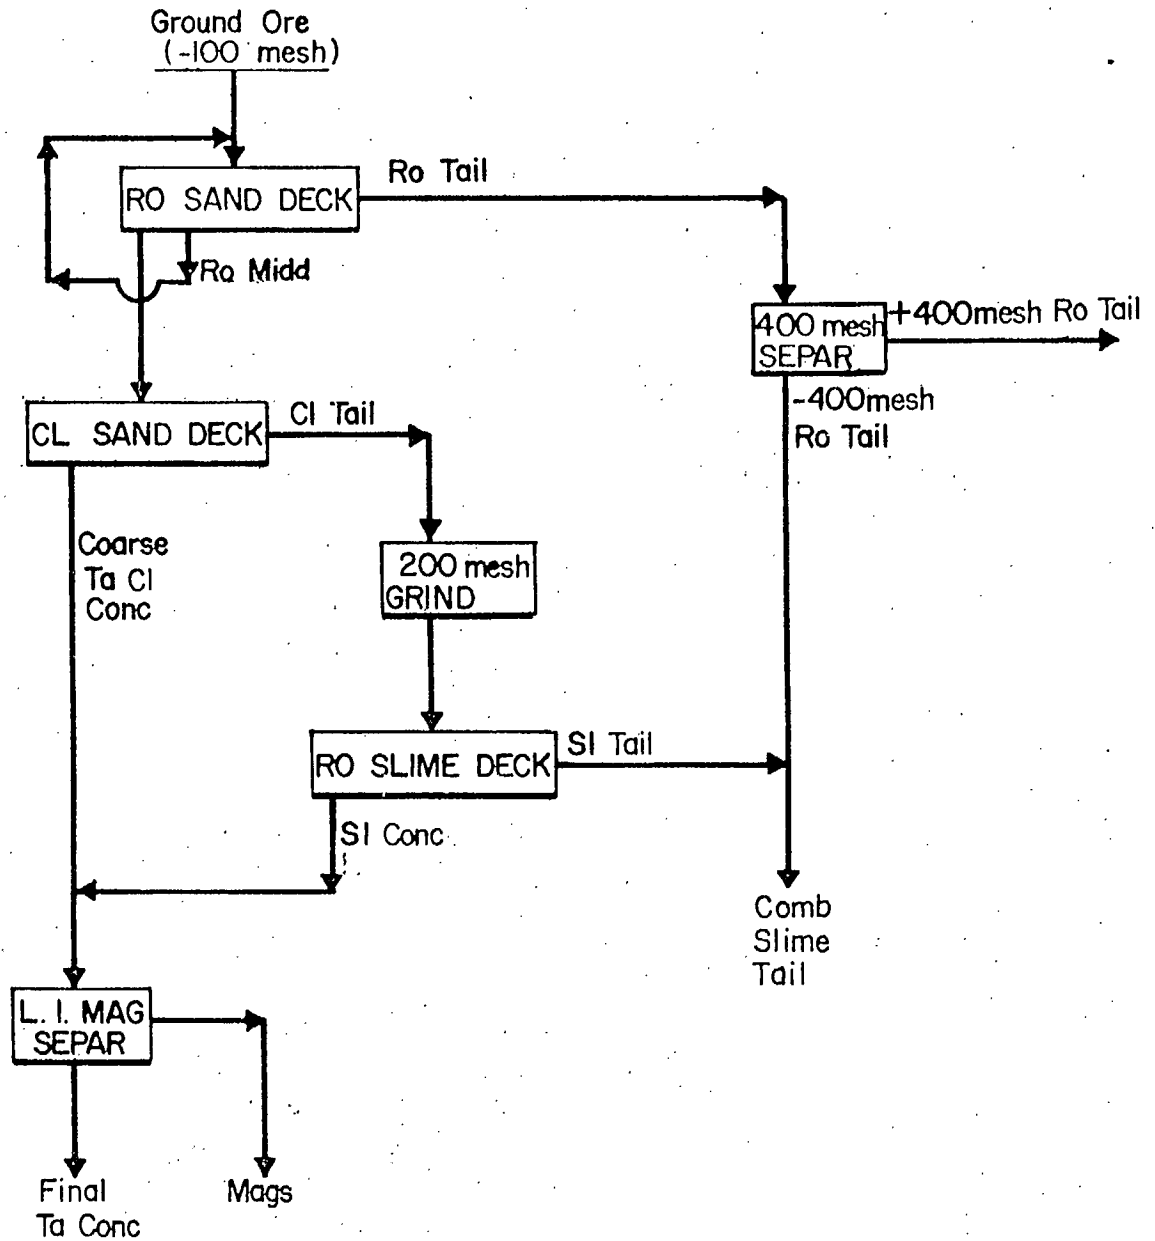 Ground Ore
(-100 mesh)
RO SAND DECK
Ro Tail
Ro Midd
400 mesh
SEPAR
+400mesh Ro Tail
-400mesh
Ro Tail
CL SAND DECK
Cl Tail
Coarse
Ta Cl
Conc
200 mesh
GRIND
RO SLIME DECK
Sl Tail
Sl Conc
Comb
Slime
Tail
L. I. MAG
SEPAR
Final
Ta Conc
Mags